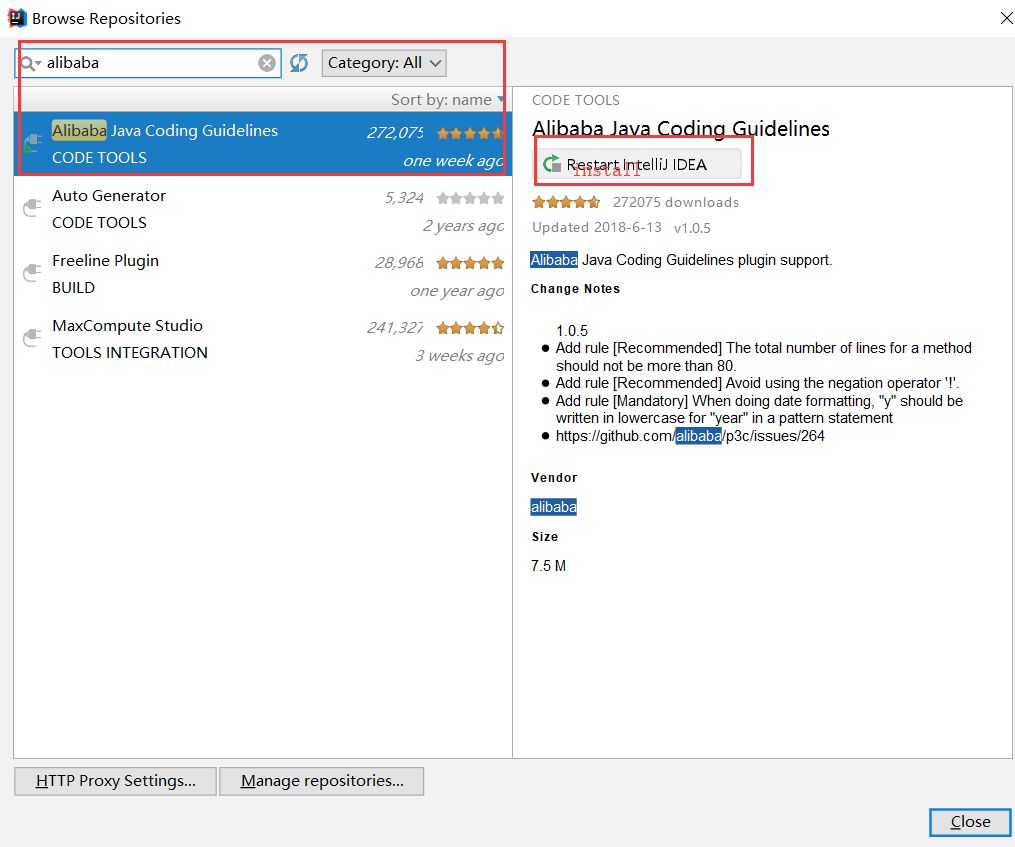 Browse Repositories
alibaba
Category: All
Sort by: name
Alibaba Java Coding Guidelines 272,075
CODE TOOLS one week ago
Auto Generator 5,324
CODE TOOLS 2 years ago
Freeline Plugin 28,968
BUILD one year ago
MaxCompute Studio 241,327
TOOLS INTEGRATION 3 weeks ago
CODE TOOLS
Alibaba Java Coding Guidelines
Restart IntelliJ IDEA
install
272075 downloads
Updated 2018-6-13 v1.0.5
Alibaba Java Coding Guidelines plugin support.
Change Notes
1.0.5
● Add rule [Recommended] The total number of lines for a method
should not be more than 80.
● Add rule [Recommended] Avoid using the negation operator '!'.
● Add rule [Mandatory] When doing date formatting, "y" should be
written in lowercase for "year" in a pattern statement
● https://github.com/alibaba/p3c/issues/264
Vendor
alibaba
Size
7.5 M
HTTP Proxy Settings... Manage repositories...
Close